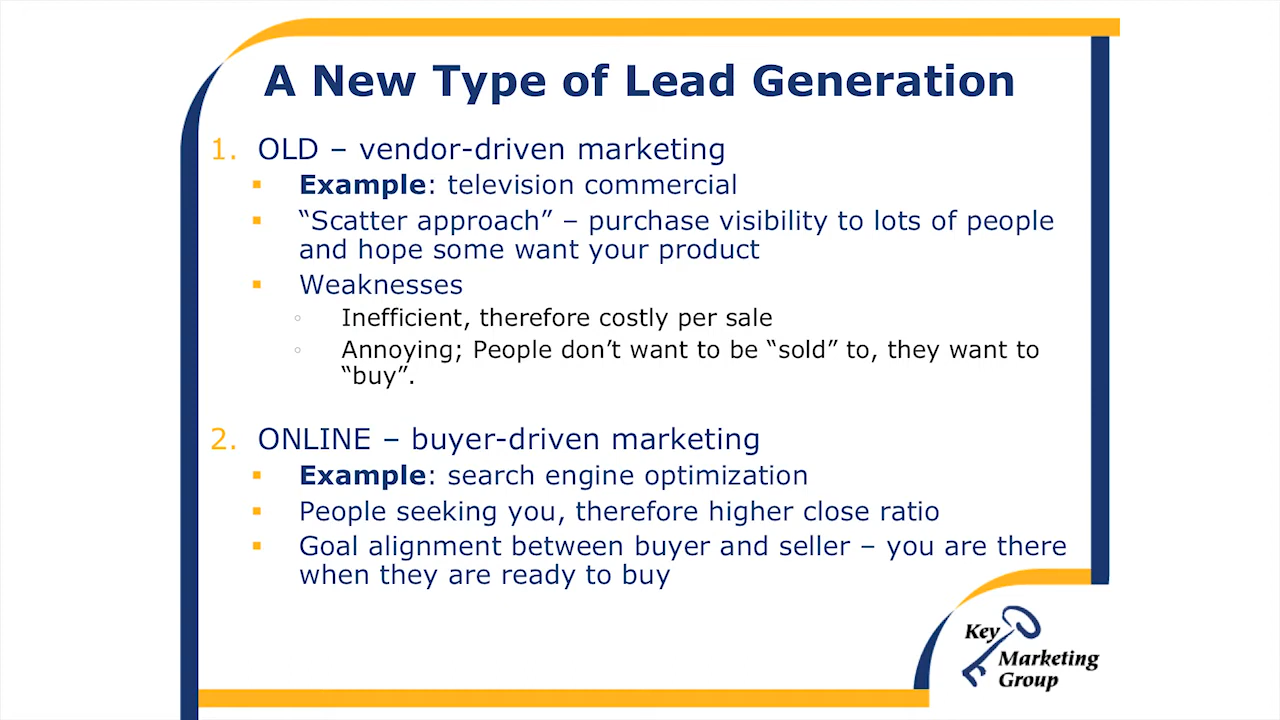 A New Type of Lead Generation
1. OLD – vendor-driven marketing
▪ Example: television commercial
▪ “Scatter approach” – purchase visibility to lots of people
and hope some want your product
▪ Weaknesses
◦ Inefficient, therefore costly per sale
◦ Annoying; People don’t want to be “sold” to, they want to
“buy”.
2. ONLINE – buyer-driven marketing
▪ Example: search engine optimization
▪ People seeking you, therefore higher close ratio
▪ Goal alignment between buyer and seller – you are there
when they are ready to buy
Key
Marketing
Group